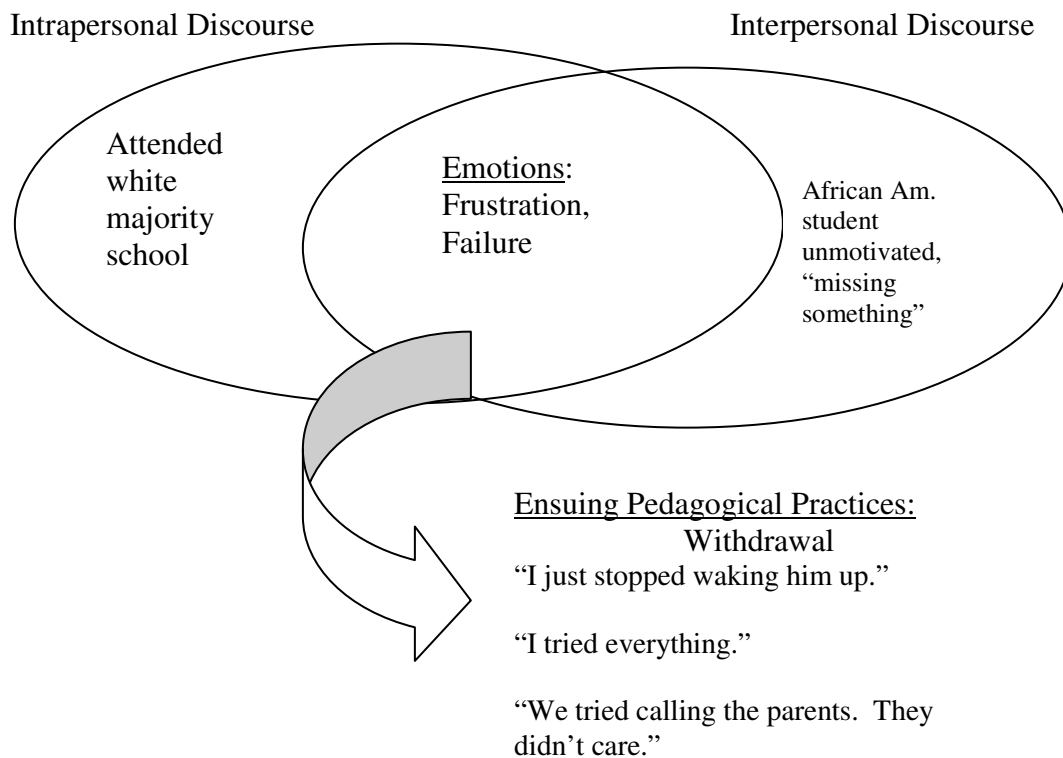 Intrapersonal Discourse
Interpersonal Discourse
Attended
white
majority
school
Emotions:
Frustration,
Failure
African Am.
student
unmotivated,
“missing
something”
Ensuing Pedagogical Practices:
Withdrawal
“I just stopped waking him up.”
“I tried everything.”
“We tried calling the parents.  They
didn’t care.”